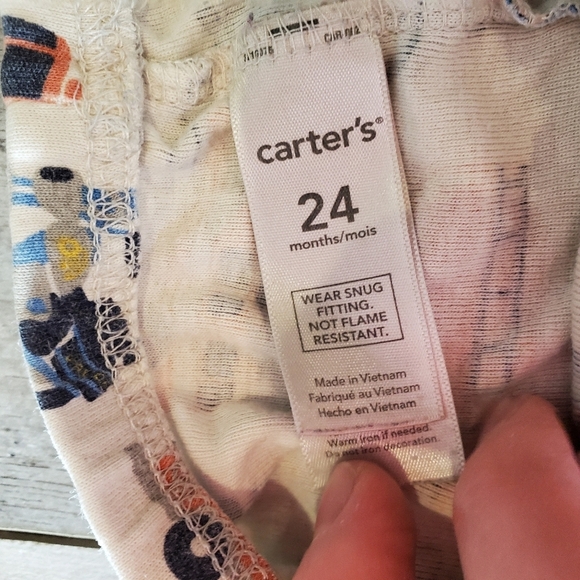 carter's®
24
months/mois
WEAR SNUG
FITTING.
NOT FLAME
RESISTANT.
Made in Vietnam
Fabriqué au Vietnam
Hecho en Vietnam
Warm iron if needed.
Do not iron decoration.